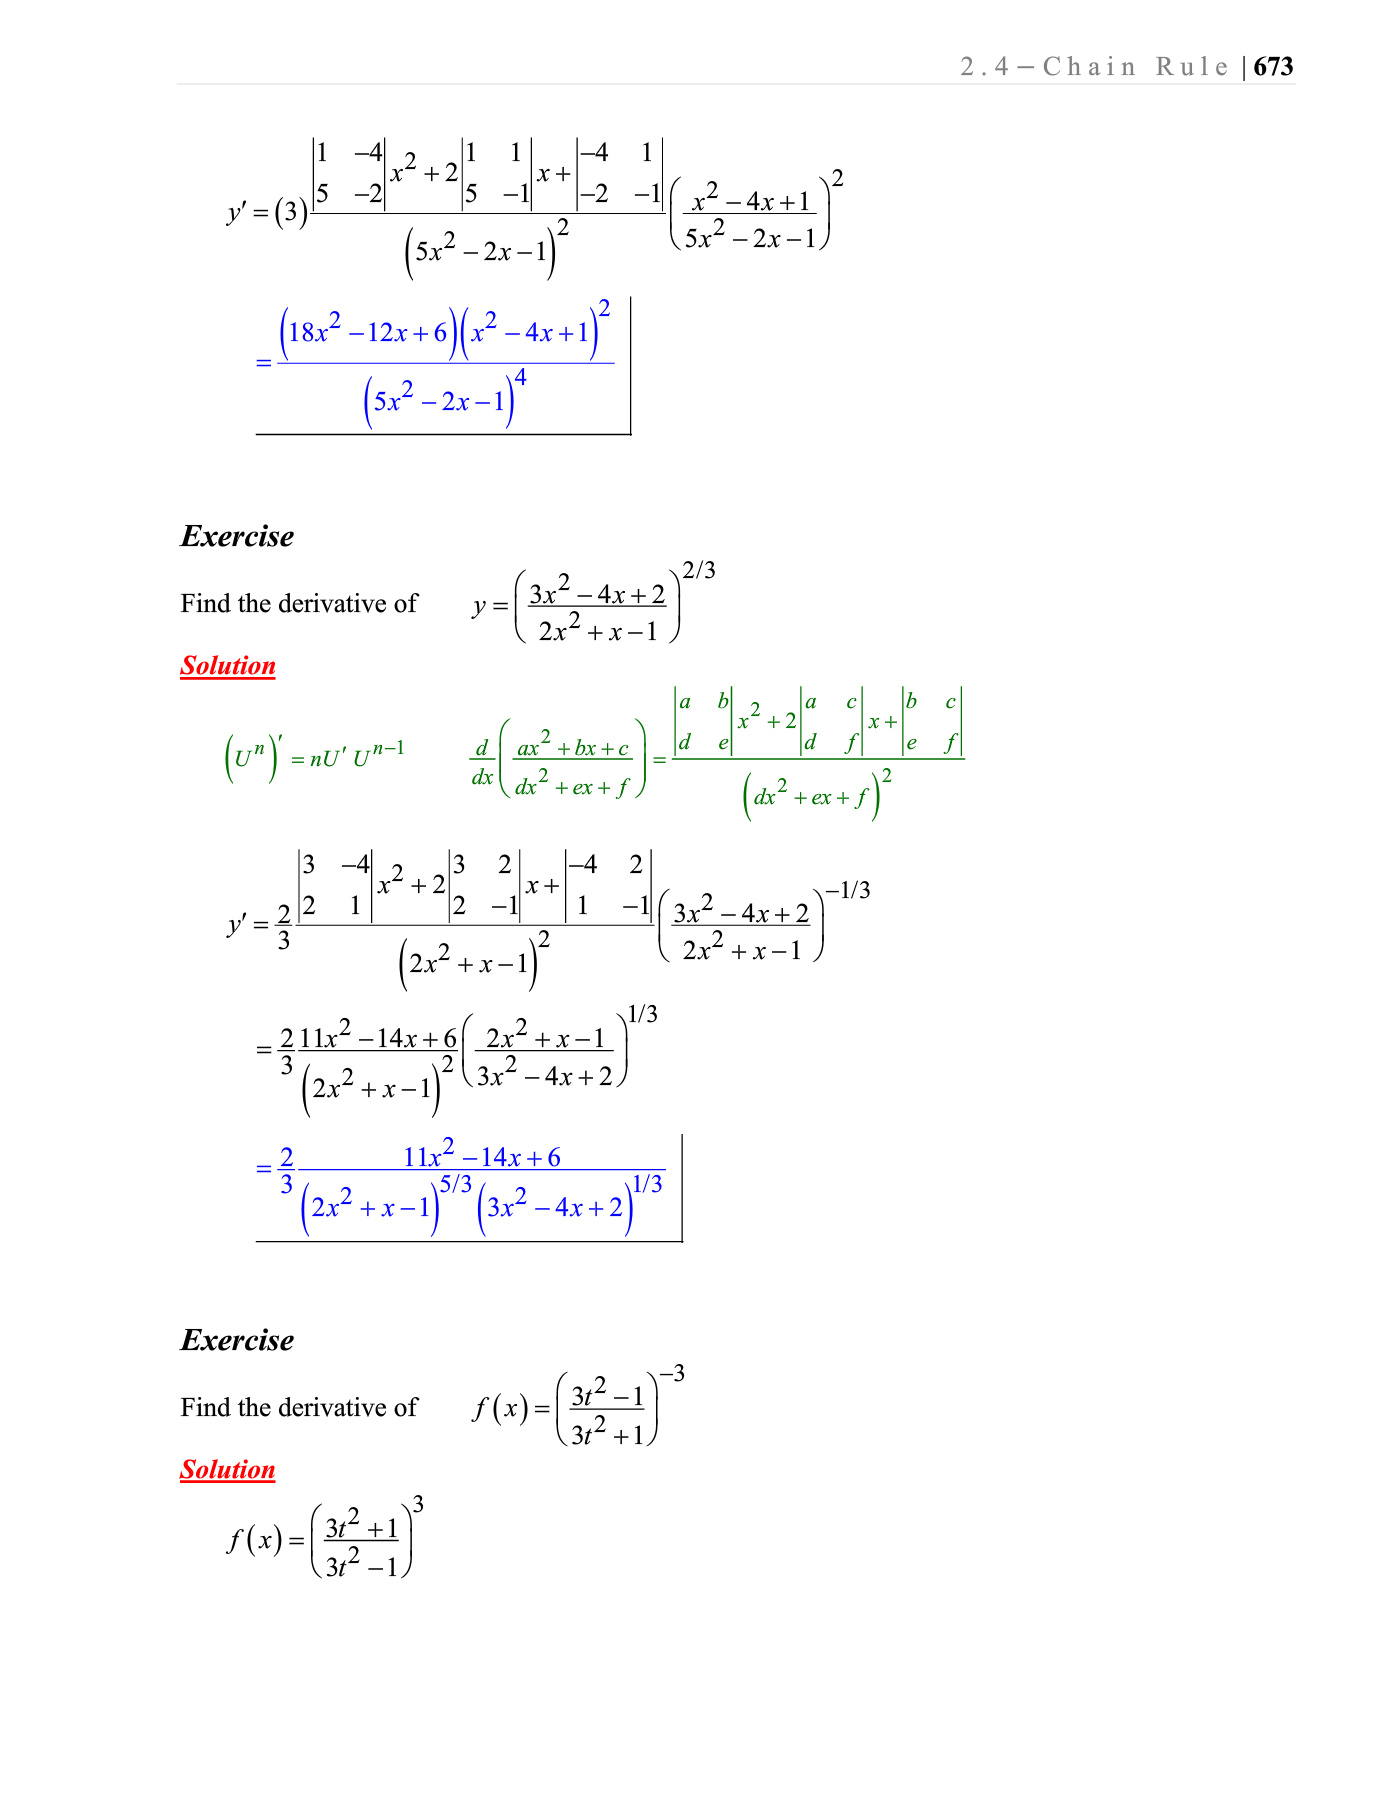 2.4 – Chain Rule | 673
y′ = (3) \frac{\begin{vmatrix} 1 & -4 \\ 5 & -2 \end{vmatrix} x^2 + 2 \begin{vmatrix} 1 & 1 \\ 5 & -1 \end{vmatrix} x + \begin{vmatrix} -4 & 1 \\ -2 & -1 \end{vmatrix}}{(5x^2 - 2x - 1)^2} \left( \frac{x^2 - 4x + 1}{5x^2 - 2x - 1} \right)^2
= \frac{(18x^2 - 12x + 6)(x^2 - 4x + 1)^2}{(5x^2 - 2x - 1)^4}
Exercise
Find the derivative of y = \left( \frac{3x^2 - 4x + 2}{2x^2 + x - 1} \right)^{2/3}
Solution
(U^n)′ = nU′ U^{n-1} \frac{d}{dx} \left( \frac{ax^2 + bx + c}{dx^2 + ex + f} \right) = \frac{\begin{vmatrix} a & b \\ d & e \end{vmatrix} x^2 + 2 \begin{vmatrix} a & c \\ d & f \end{vmatrix} x + \begin{vmatrix} b & c \\ e & f \end{vmatrix}}{(dx^2 + ex + f)^2}
y′ = \frac{2}{3} \frac{\begin{vmatrix} 3 & -4 \\ 2 & 1 \end{vmatrix} x^2 + 2 \begin{vmatrix} 3 & 2 \\ 2 & -1 \end{vmatrix} x + \begin{vmatrix} -4 & 2 \\ 1 & -1 \end{vmatrix}}{(2x^2 + x - 1)^2} \left( \frac{3x^2 - 4x + 2}{2x^2 + x - 1} \right)^{-1/3}
= \frac{2}{3} \frac{11x^2 - 14x + 6}{(2x^2 + x - 1)^2} \left( \frac{2x^2 + x - 1}{3x^2 - 4x + 2} \right)^{1/3}
= \frac{2}{3} \frac{11x^2 - 14x + 6}{(2x^2 + x - 1)^{5/3} (3x^2 - 4x + 2)^{1/3}}
Exercise
Find the derivative of f(x) = \left( \frac{3t^2 - 1}{3t^2 + 1} \right)^{-3}
Solution
f(x) = \left( \frac{3t^2 + 1}{3t^2 - 1} \right)^3